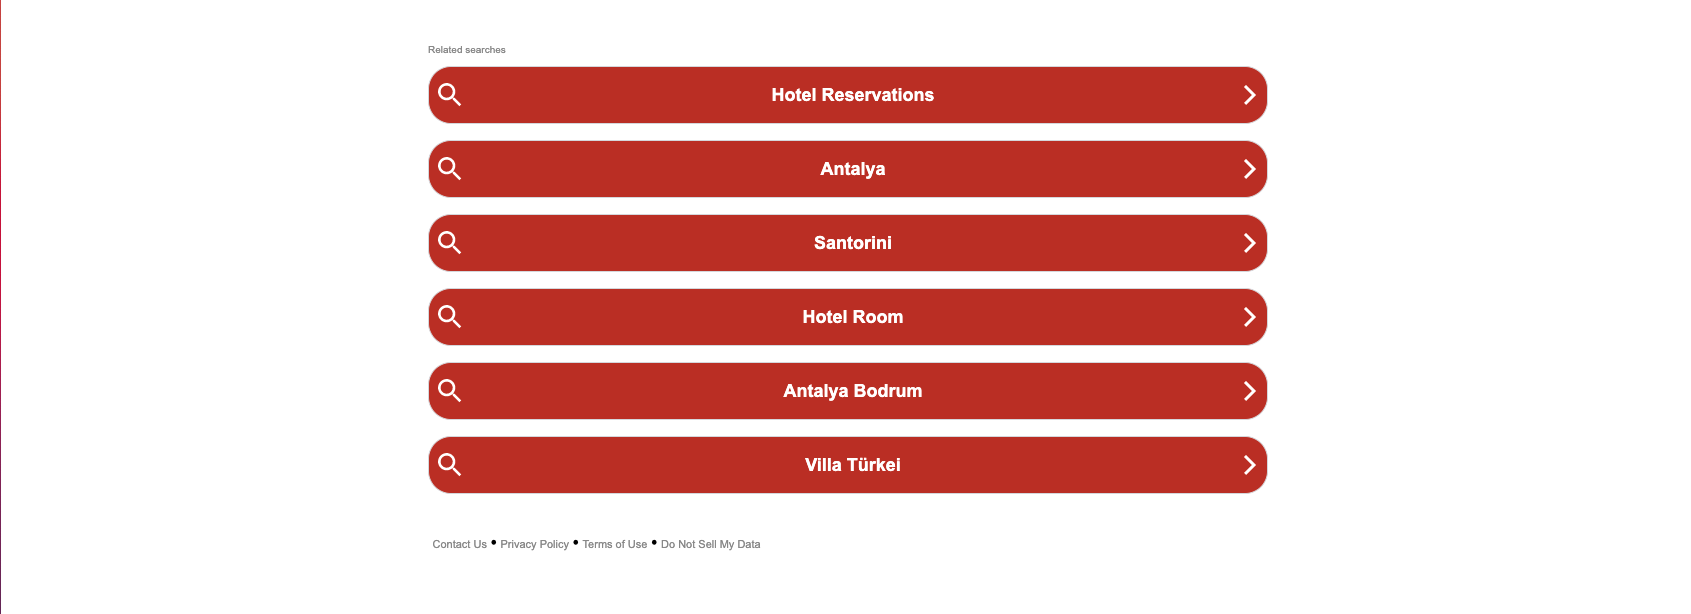 Related searches
Hotel Reservations
Antalya
Santorini
Hotel Room
Antalya Bodrum
Villa Türkei
Contact Us • Privacy Policy • Terms of Use • Do Not Sell My Data